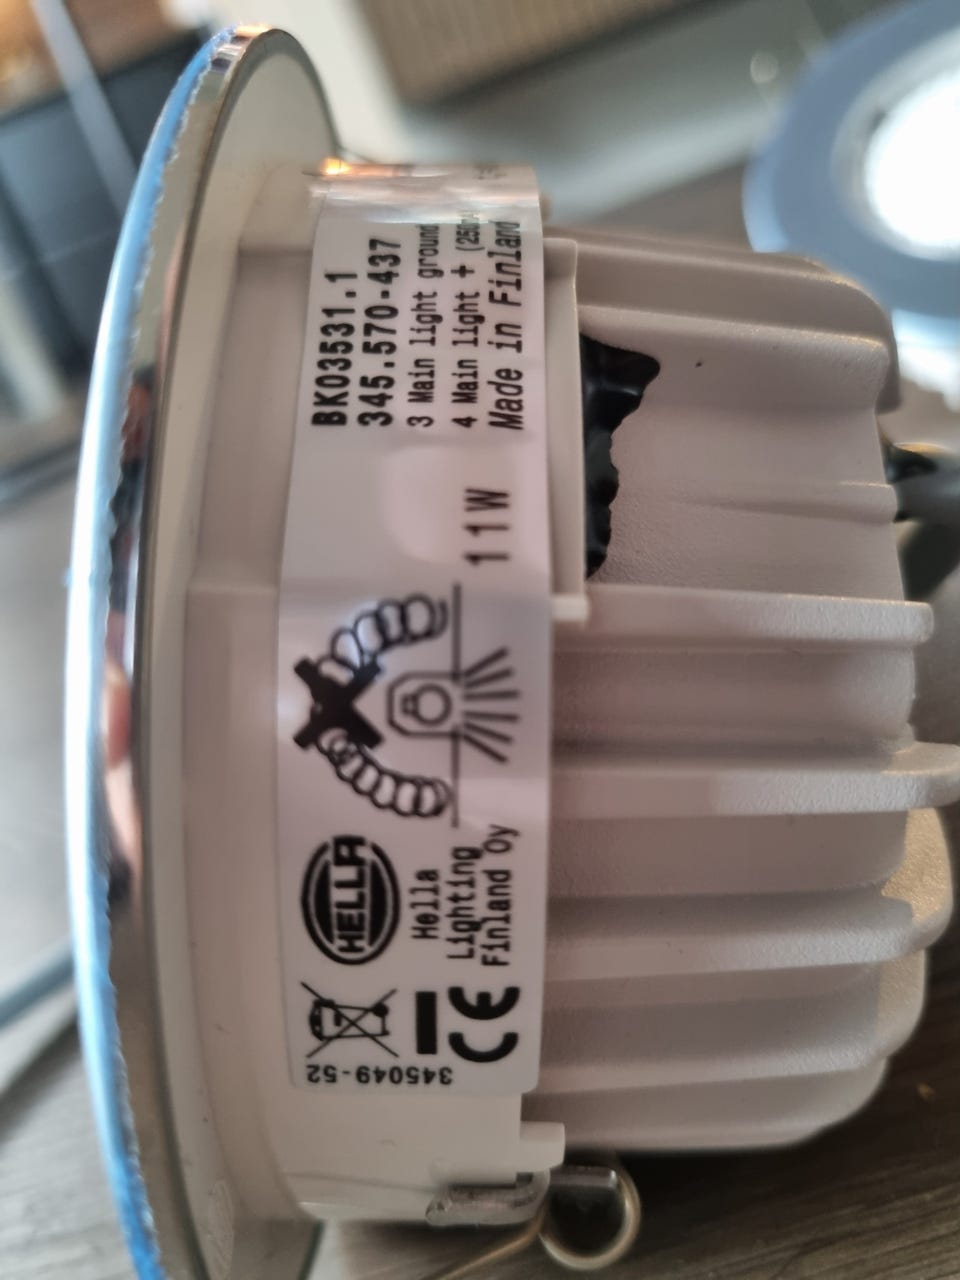 BK03531.1
345.570-437
3 Main light ground
4 Main light +
Made in Finland
11W
HELLA
Hella
Lighting
Finland Oy
CE
345049-52